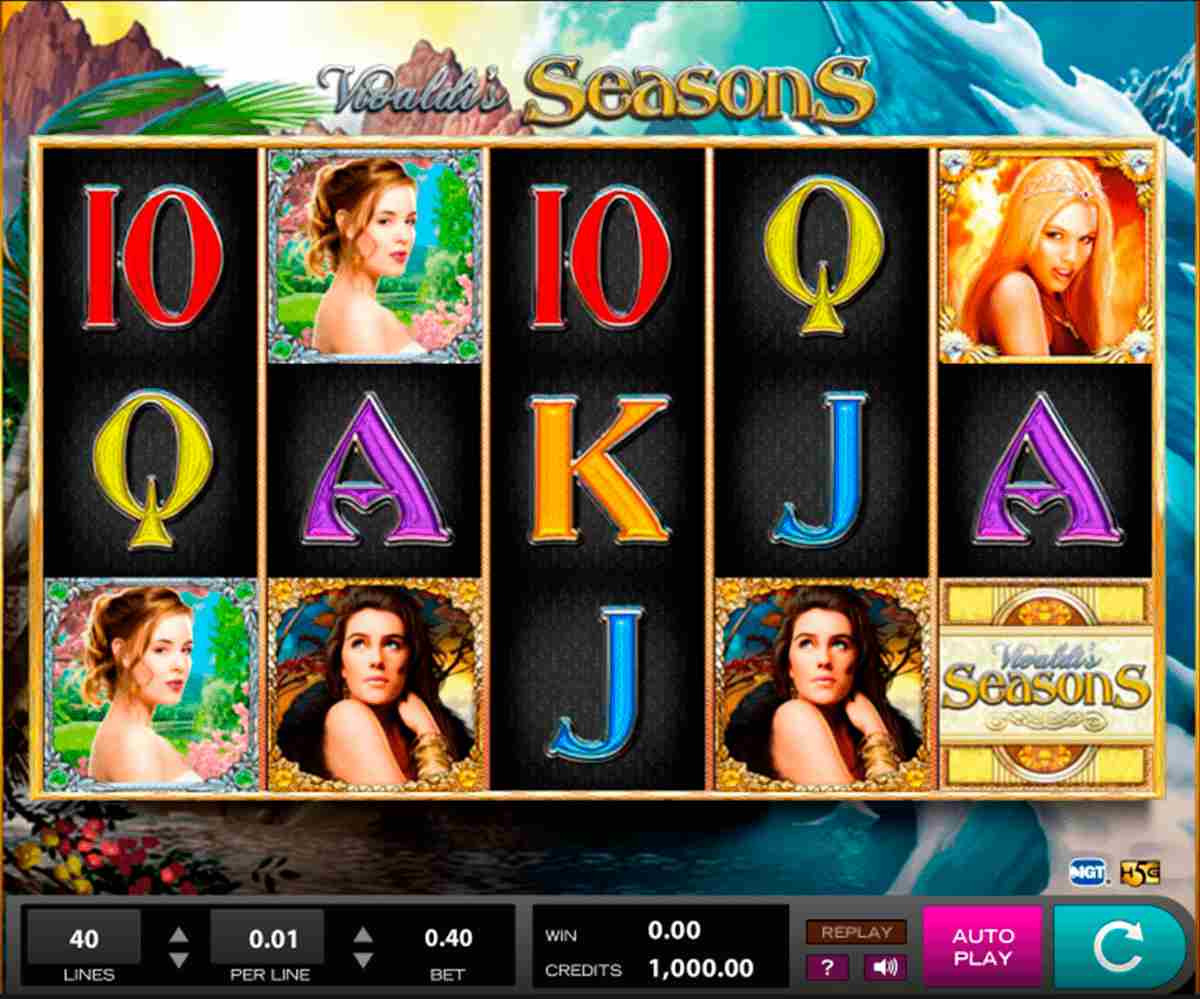 Vivaldi's Seasons
10 10 Q
Q A K J A
J
Vivaldi's
Seasons
IGT H5G
40 0.01 0.40 WIN 0.00
LINES PER LINE BET CREDITS 1,000.00
REPLAY
?
AUTO
PLAY